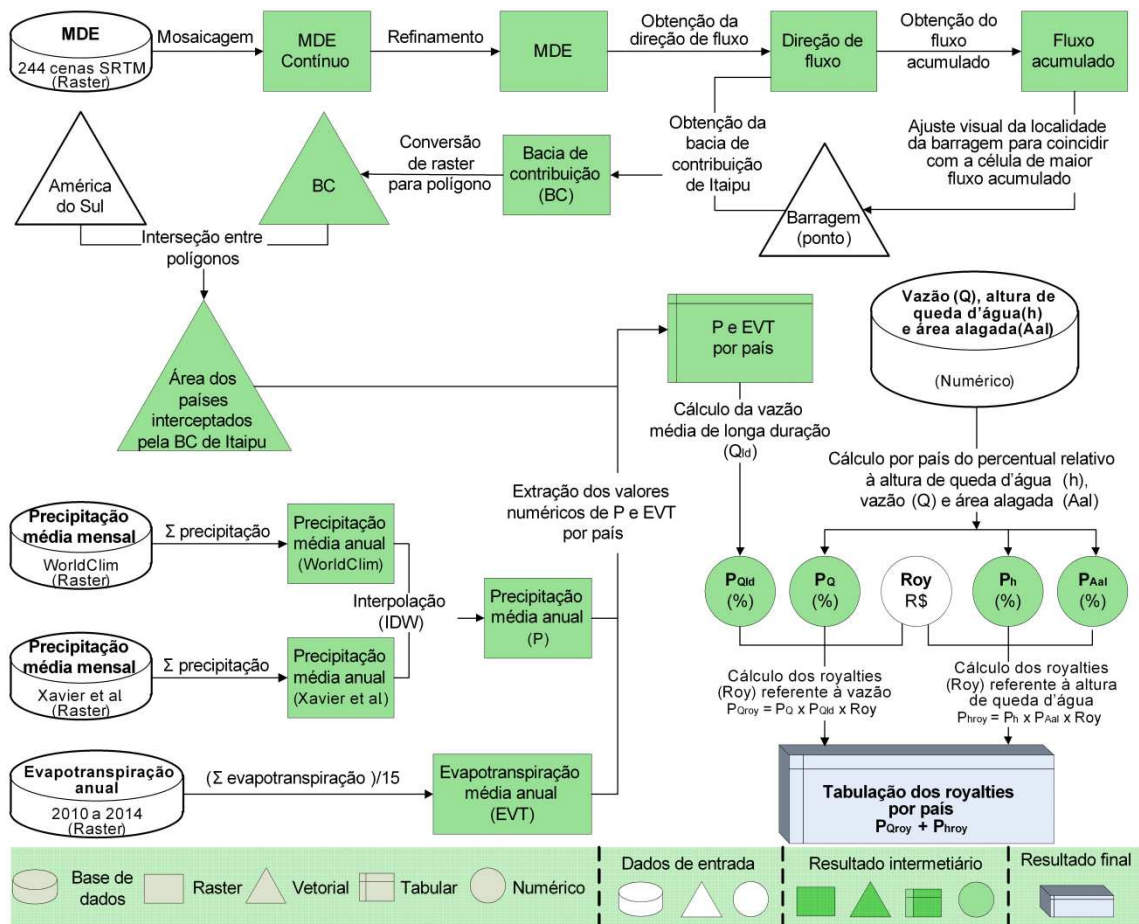 MDE
244 cenas SRTM
(Raster)
Mosaicagem
MDE
Contínuo
Refinamento
MDE
Obtenção da
direção de fluxo
Direção de
fluxo
Obtenção do
fluxo
acumulado
Fluxo
acumulado
América
do Sul
BC
Conversão
de raster
para polígono
Bacia de
contribuição
(BC)
Obtenção da
bacia de
contribuição
de Itaipu
Barragem
(ponto)
Ajuste visual da localidade
da barragem para coincidir
com a célula de maior
fluxo acumulado
Interseção entre
polígonos
Área dos
países
interceptados
pela BC de Itaipu
P e EVT
por país
Vazão (Q), altura de
queda d'água(h)
e área alagada(Aal)
(Numérico)
Cálculo da vazão
média de longa duração
(Qld)
Cálculo por país do percentual relativo
à altura de queda d'água (h),
vazão (Q) e área alagada (Aal)
Extração dos valores
numéricos de P e EVT
por país
Precipitação
média mensal
WorldClim
(Raster)
Σ precipitação
Precipitação
média anual
(WorldClim)
Interpolação
(IDW)
Precipitação
média anual
(P)
Precipitação
média mensal
Xavier et al
(Raster)
Σ precipitação
Precipitação
média anual
(Xavier et al)
PQld
(%)
PQ
(%)
Roy
R$
Ph
(%)
PAal
(%)
Cálculo dos royalties
(Roy) referente à vazão
PQroy = PQ x PQld x Roy
Cálculo dos royalties
(Roy) referente à altura
de queda d'água
Phroy = Ph x PAal x Roy
Evapotranspiração
anual
2010 a 2014
(Raster)
(Σ evapotranspiração )/15
Evapotranspiração
média anual
(EVT)
Tabulação dos royalties
por país
PQroy + Phroy
Base de
dados
Raster
Vetorial
Tabular
Numérico
Dados de entrada
Resultado intermetiário
Resultado final